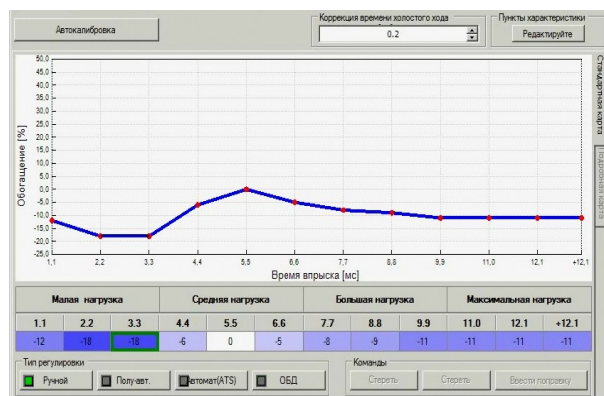 Коррекция времени холостого хода
Пункты характеристики
Автокалибровка
0.2
Редактируйте
50,0
45,0
40,0
35,0
30,0
25,0
20,0
15,0
10,0
5,0
0,0
-5,0
-10,0
-15,0
-20,0
-25,0
Обогащение [%]
1,1 2,2 3,3 4,4 5,5 6,6 7,7 8,8 9,9 11,0 12,1 +12,1
Время впрыска [мс]
Стандартная карта
Подробная карта
Малая нагрузка Средняя нагрузка Большая нагрузка Максимальная нагрузка
1.1 2.2 3.3 4.4 5.5 6.6 7.7 8.8 9.9 11.0 12.1 +12.1
-12 -18 -18 -6 0 -5 -8 -9 -11 -11 -11 -11
Тип регулировки
Команды
Ручной Полу-авт. Автомат(ATS) ОБД Стереть Стереть Ввести поправку